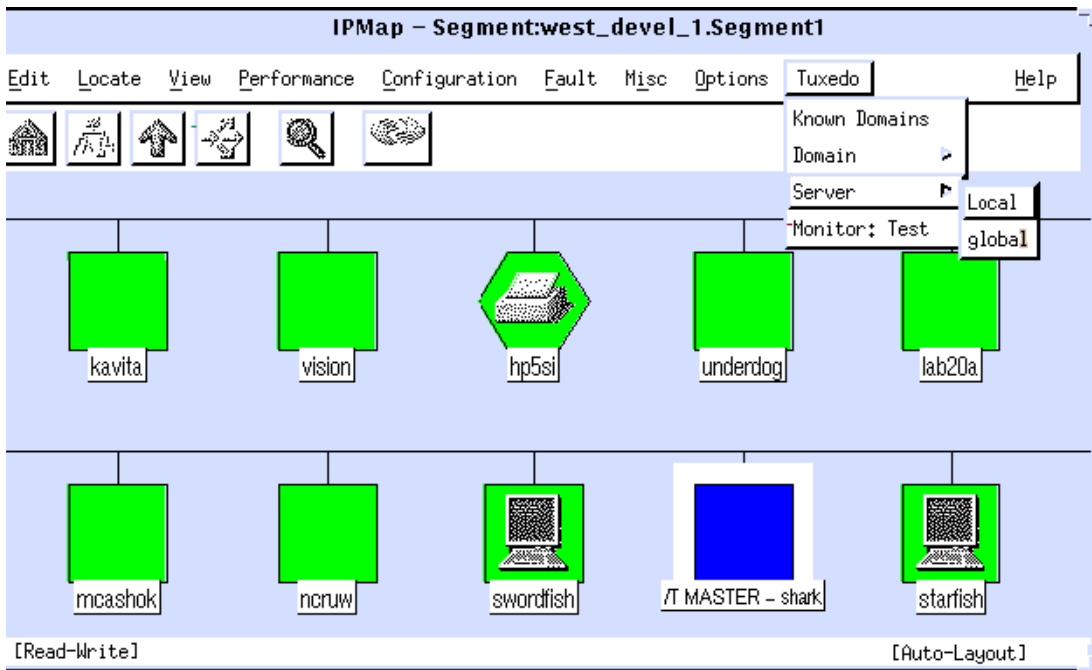 IPMap – Segment:west_devel_1.Segment1
Edit Locate View Performance Configuration Fault Misc Options Tuxedo Help
Known Domains
Domain
Server
Local
Monitor: Test
global
kavita vision hp5si underdog lab20a
mcashok ncruw swordfish /T MASTER – shark starfish
[Read-Write] [Auto-Layout]